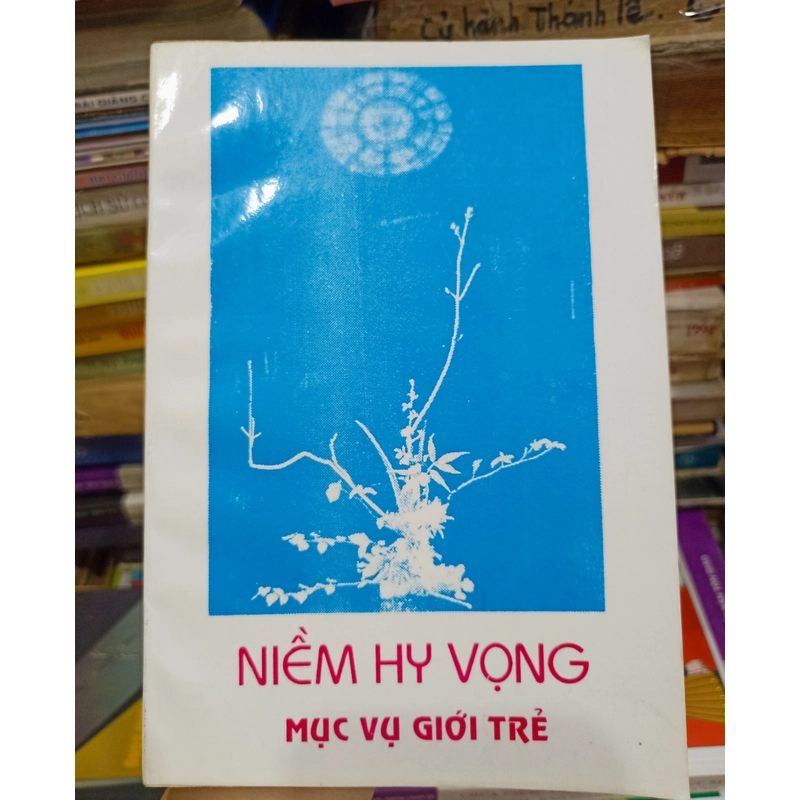 Cử hành Thánh lễ.
NIỀM HY VỌNG
MỤC VỤ GIỚI TRẺ